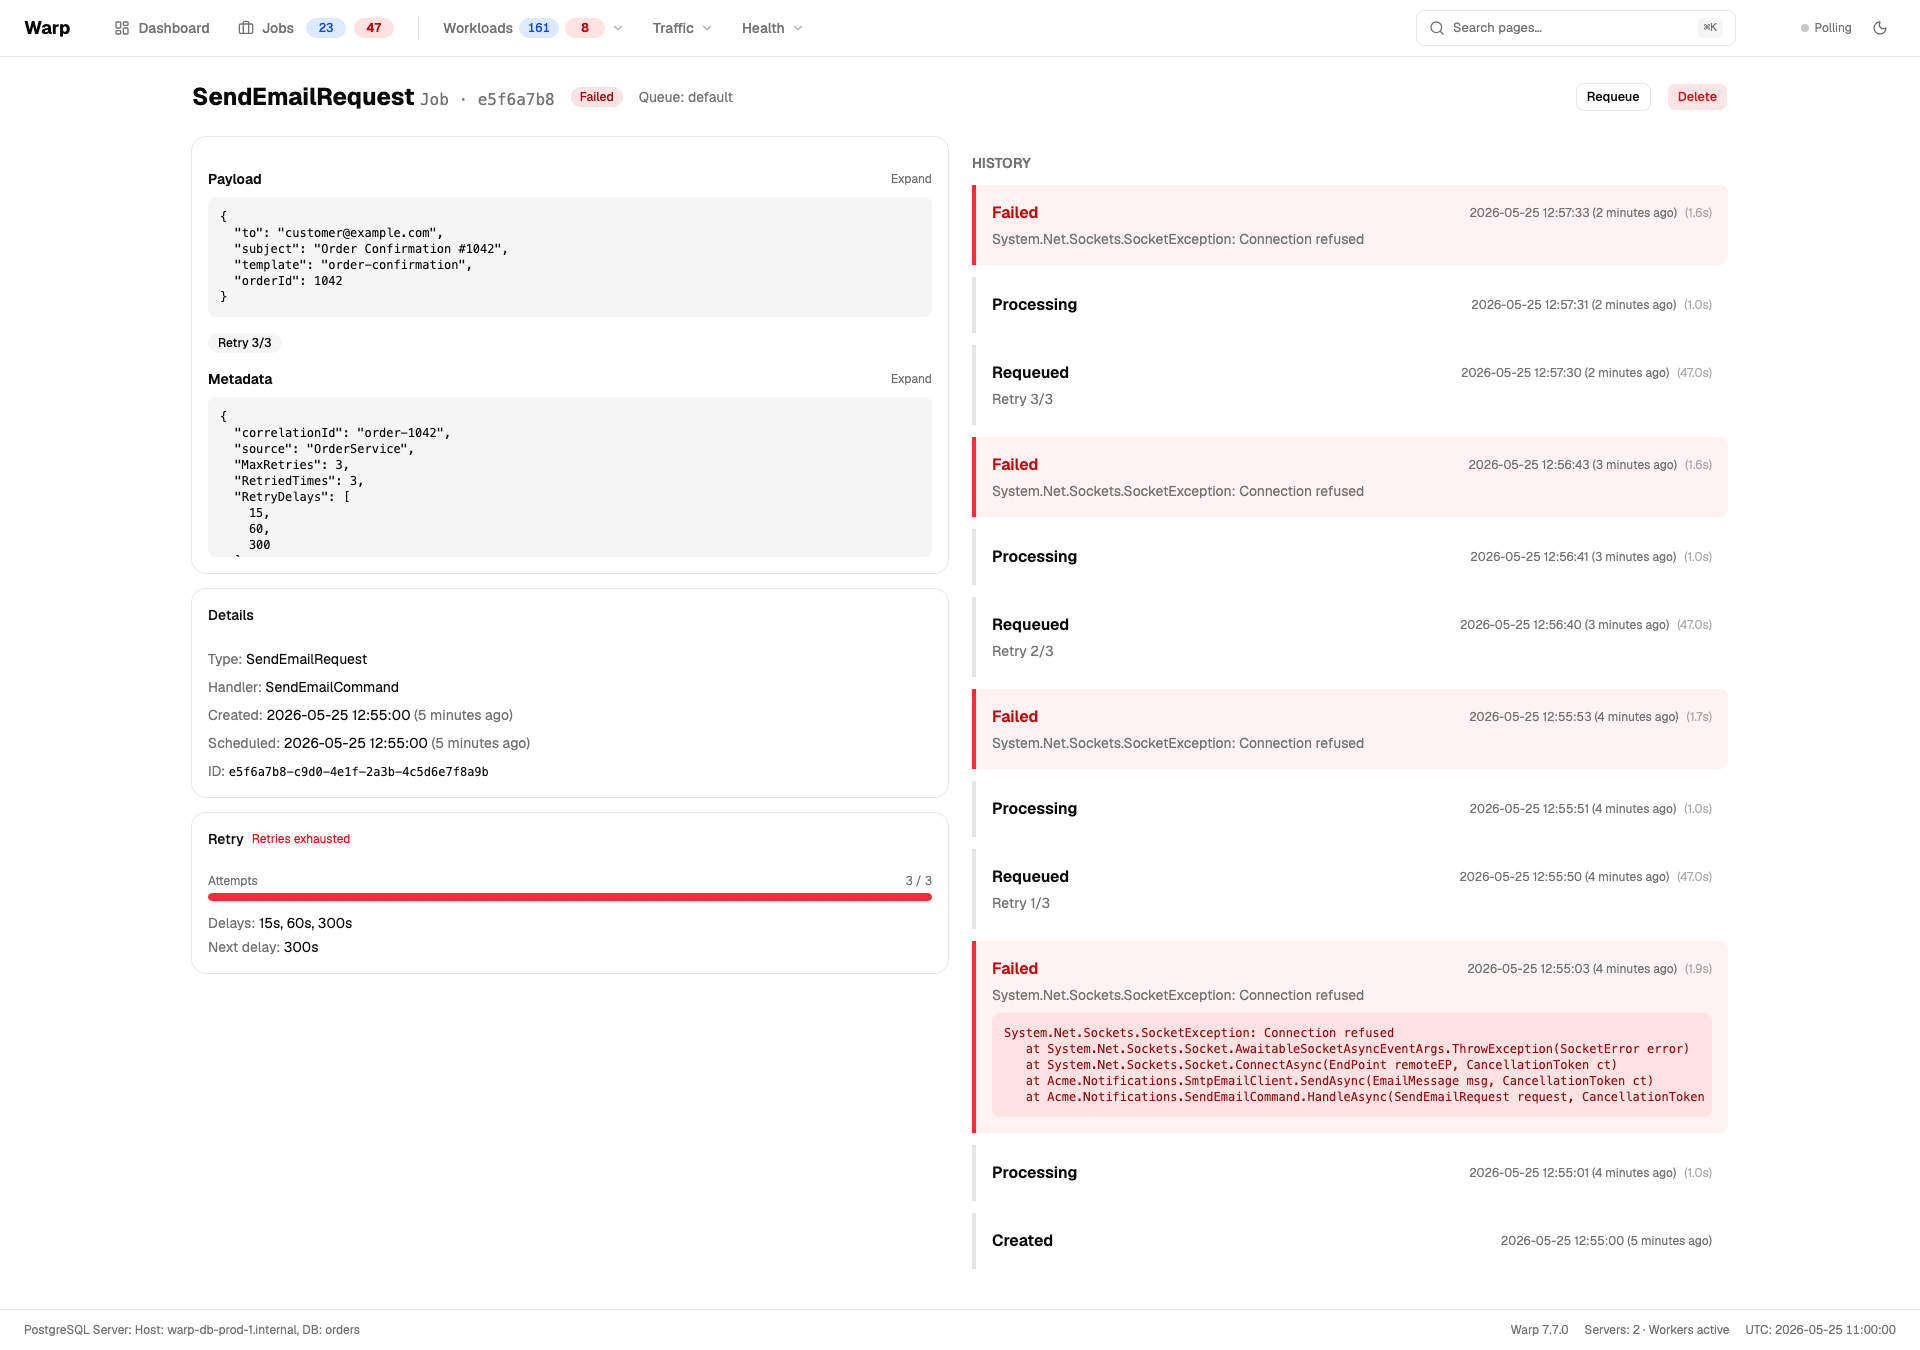 Warp
Dashboard
Jobs 23 47
Workloads 161 8
Traffic
Health
Search pages...
⌘K
Polling
SendEmailRequest Job · e5f6a7b8 Failed Queue: default
Requeue
Delete
Payload
Expand
{
"to": "customer@example.com",
"subject": "Order Confirmation #1042",
"template": "order-confirmation",
"orderId": 1042
}
Retry 3/3
Metadata
Expand
{
"correlationId": "order-1042",
"source": "OrderService",
"MaxRetries": 3,
"RetriedTimes": 3,
"RetryDelays": [
15,
60,
300
Details
Type: SendEmailRequest
Handler: SendEmailCommand
Created: 2026-05-25 12:55:00 (5 minutes ago)
Scheduled: 2026-05-25 12:55:00 (5 minutes ago)
ID: e5f6a7b8-c9d0-4e1f-2a3b-4c5d6e7f8a9b
Retry Retries exhausted
Attempts 3 / 3
Delays: 15s, 60s, 300s
Next delay: 300s
HISTORY
Failed 2026-05-25 12:57:33 (2 minutes ago) (1.6s)
System.Net.Sockets.SocketException: Connection refused
Processing 2026-05-25 12:57:31 (2 minutes ago) (1.0s)
Requeued 2026-05-25 12:57:30 (2 minutes ago) (47.0s)
Retry 3/3
Failed 2026-05-25 12:56:43 (3 minutes ago) (1.6s)
System.Net.Sockets.SocketException: Connection refused
Processing 2026-05-25 12:56:41 (3 minutes ago) (1.0s)
Requeued 2026-05-25 12:56:40 (3 minutes ago) (47.0s)
Retry 2/3
Failed 2026-05-25 12:55:53 (4 minutes ago) (1.7s)
System.Net.Sockets.SocketException: Connection refused
Processing 2026-05-25 12:55:51 (4 minutes ago) (1.0s)
Requeued 2026-05-25 12:55:50 (4 minutes ago) (47.0s)
Retry 1/3
Failed 2026-05-25 12:55:03 (4 minutes ago) (1.9s)
System.Net.Sockets.SocketException: Connection refused
System.Net.Sockets.SocketException: Connection refused
at System.Net.Sockets.Socket.AwaitableSocketAsyncEventArgs.ThrowException(SocketError error)
at System.Net.Sockets.Socket.ConnectAsync(EndPoint remoteEP, CancellationToken ct)
at Acme.Notifications.SmtpEmailClient.SendAsync(EmailMessage msg, CancellationToken ct)
at Acme.Notifications.SendEmailCommand.HandleAsync(SendEmailRequest request, CancellationToken
Processing 2026-05-25 12:55:01 (4 minutes ago) (1.0s)
Created 2026-05-25 12:55:00 (5 minutes ago)
PostgreSQL Server: Host: warp-db-prod-1.internal, DB: orders
Warp 7.7.0
Servers: 2 · Workers active
UTC: 2026-05-25 11:00:00